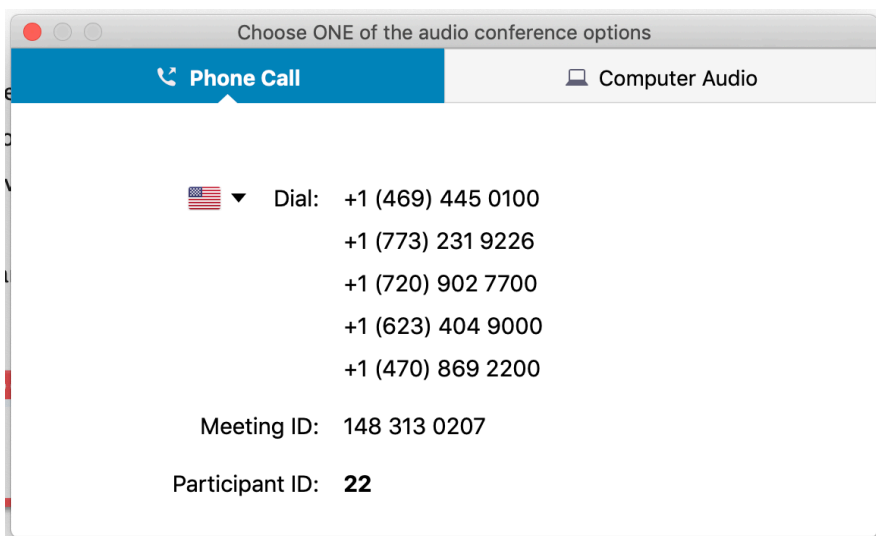 Choose ONE of the audio conference options
Phone Call
Computer Audio
Dial: +1 (469) 445 0100
+1 (773) 231 9226
+1 (720) 902 7700
+1 (623) 404 9000
+1 (470) 869 2200
Meeting ID: 148 313 0207
Participant ID: 22